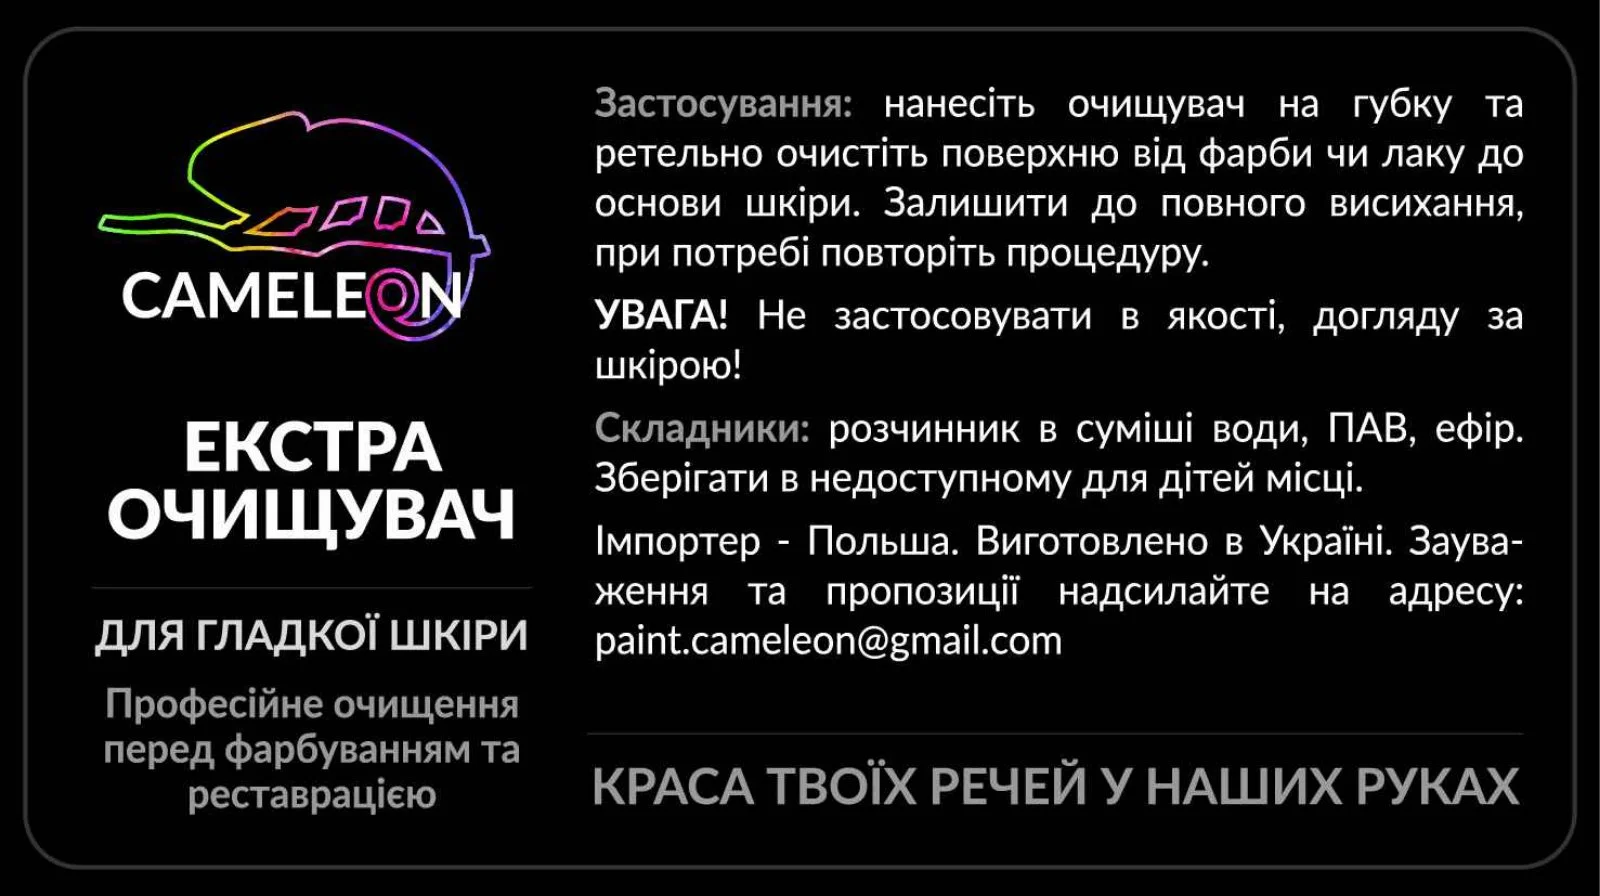 CAMELEON
ЕКСТРА
ОЧИЩУВАЧ
ДЛЯ ГЛАДКОЇ ШКІРИ
Професійне очищення
перед фарбуванням та
реставрацією
Застосування: нанесіть очищувач на губку та
ретельно очистіть поверхню від фарби чи лаку до
основи шкіри. Залишити до повного висихання,
при потребі повторіть процедуру.
УВАГА! Не застосовувати в якості, догляду за
шкірою!
Складники: розчинник в суміші води, ПАВ, ефір.
Зберігати в недоступному для дітей місці.
Імпортер - Польша. Виготовлено в Україні. Заува-
ження та пропозиції надсилайте на адресу:
paint.cameleon@gmail.com
КРАСА ТВОЇХ РЕЧЕЙ У НАШИХ РУКАХ